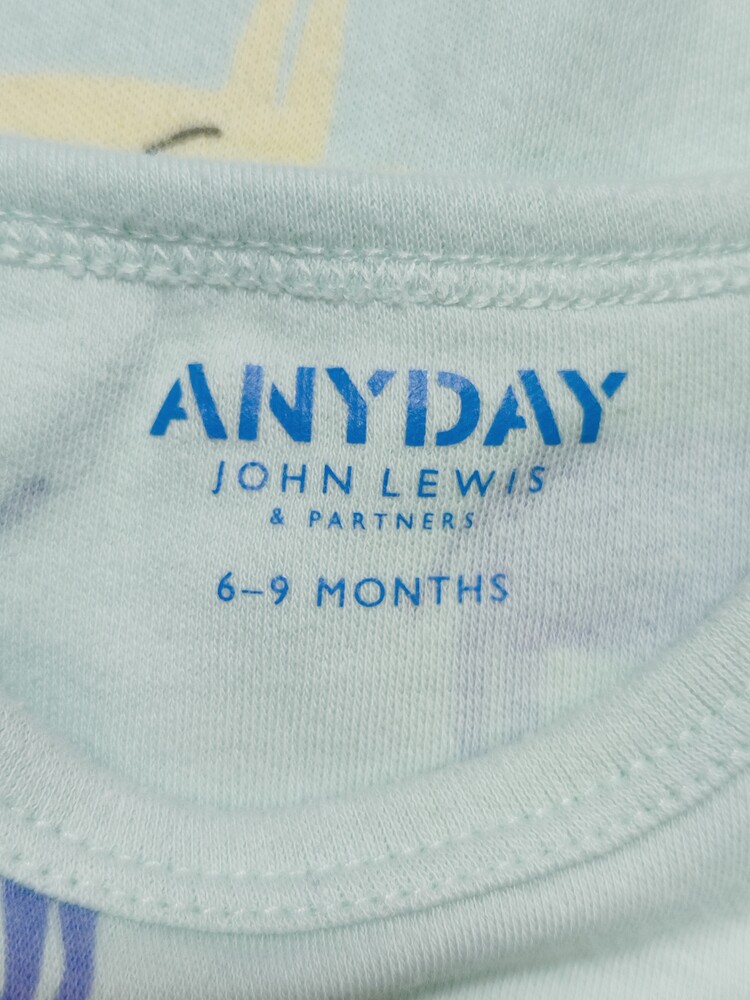 ANYDAY
JOHN LEWIS
& PARTNERS
6–9 MONTHS